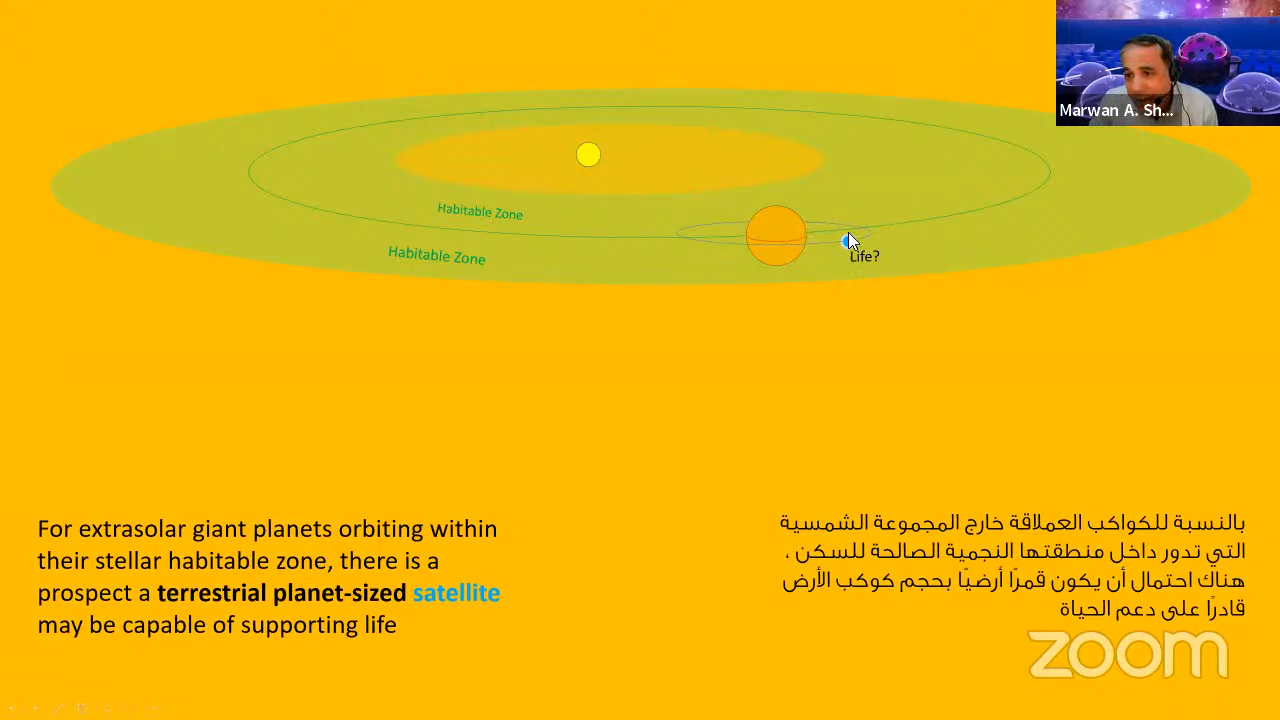 Marwan A. Sh...
Habitable Zone
Habitable Zone
Life?
For extrasolar giant planets orbiting within
their stellar habitable zone, there is a
prospect a terrestrial planet-sized satellite
may be capable of supporting life
بالنسبة للكواكب العملاقة خارج المجموعة الشمسية
التي تدور داخل منطقتها النجمية الصالحة للسكن ،
هناك احتمال أن يكون قمرًا أرضيًا بحجم كوكب الأرض
قادرًا على دعم الحياة
zoom